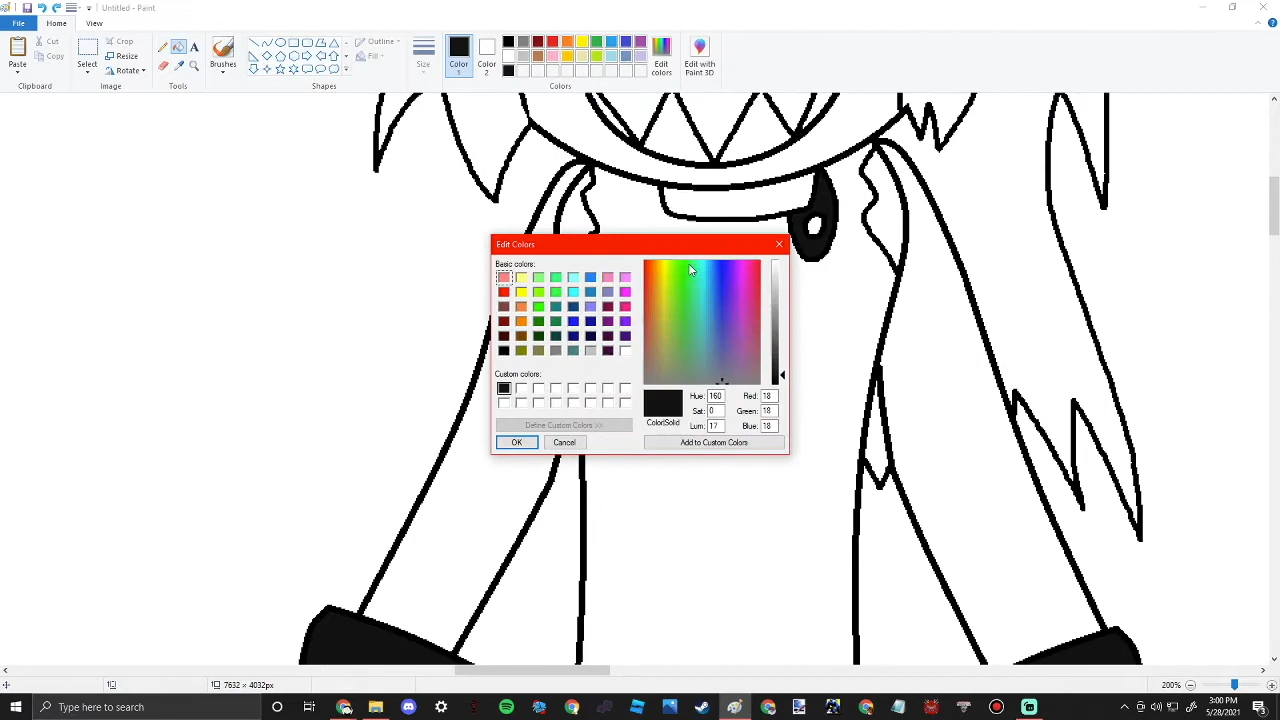 Untitled - Paint
File
Home
View
Paste
Cut
Copy
Clipboard
Select
Crop
Resize
Rotate
Image
A
Tools
Brushes
Outline
Fill
Shapes
Size
Color 1
Color 2
Edit colors
Edit with Paint 3D
Colors
Edit Colors
Basic colors:
Custom colors:
Define Custom Colors >>
OK
Cancel
Color|Solid
Hue: 160
Sat: 0
Lum: 17
Red: 18
Green: 18
Blue: 18
Add to Custom Colors
7632 × 4032px
200%
Type here to search
3:00 PM
5/28/2021